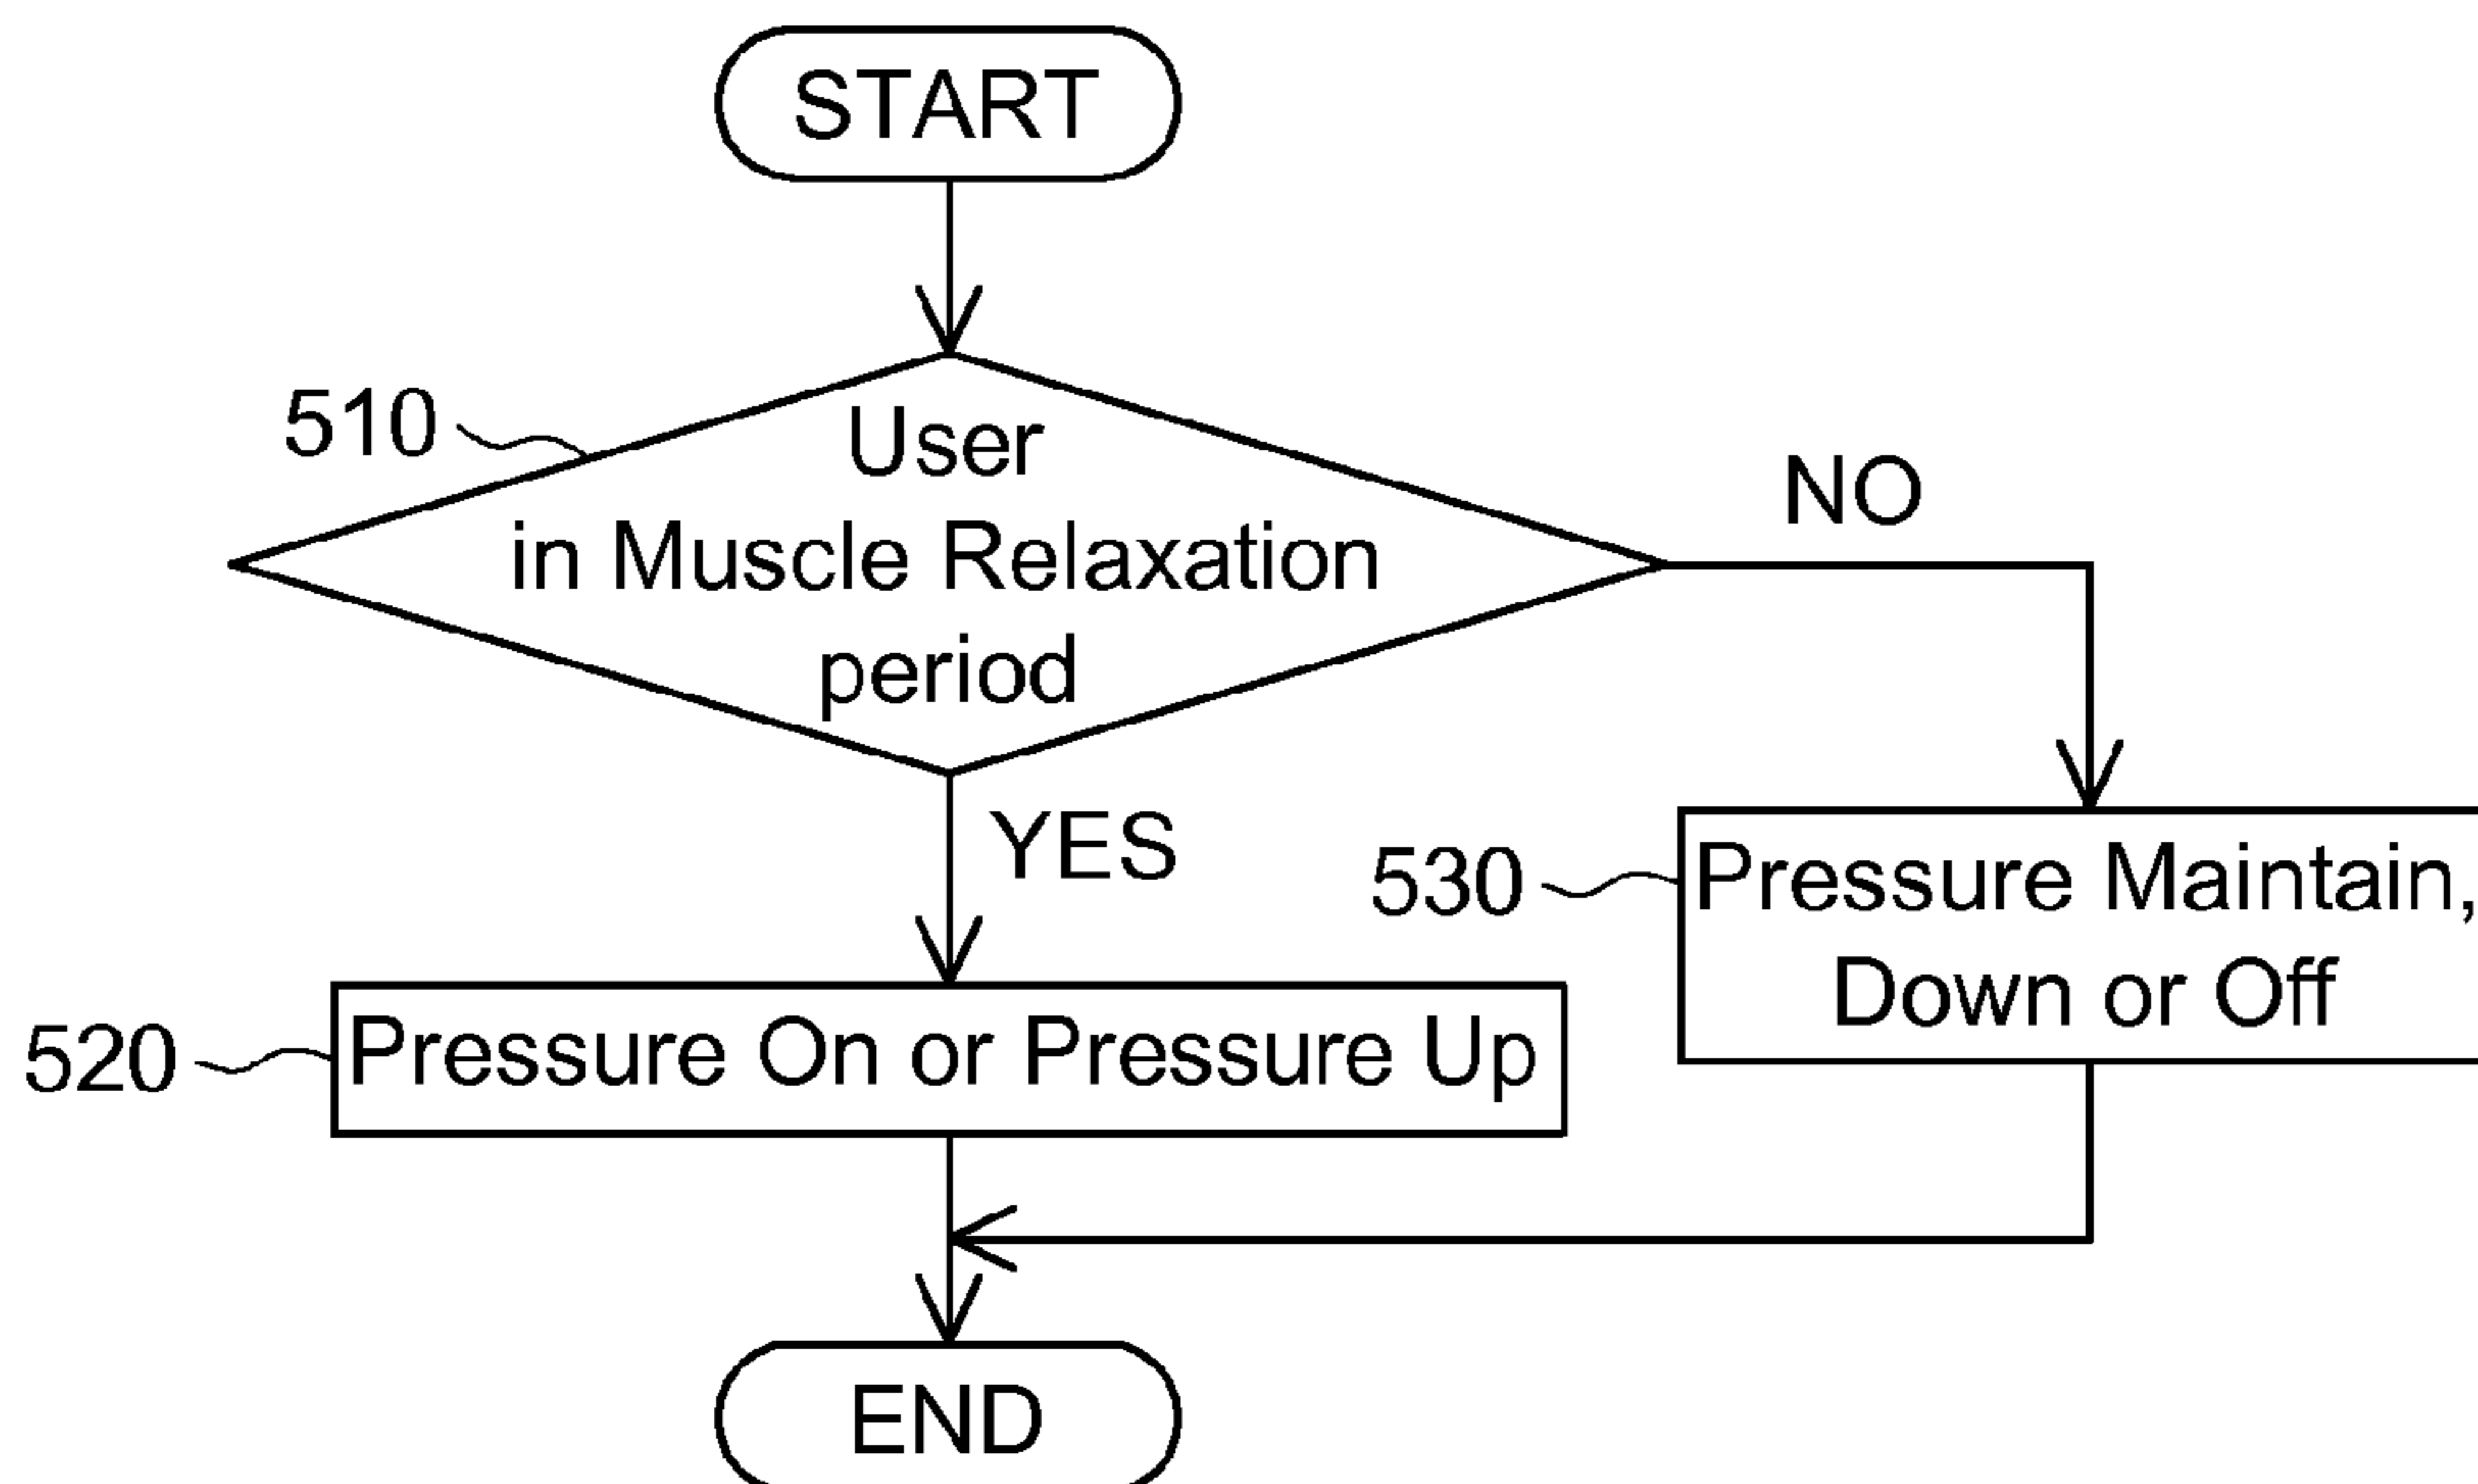 START
510
User
in Muscle Relaxation
period
NO
YES
530
Pressure Maintain,
Down or Off
520
Pressure On or Pressure Up
END